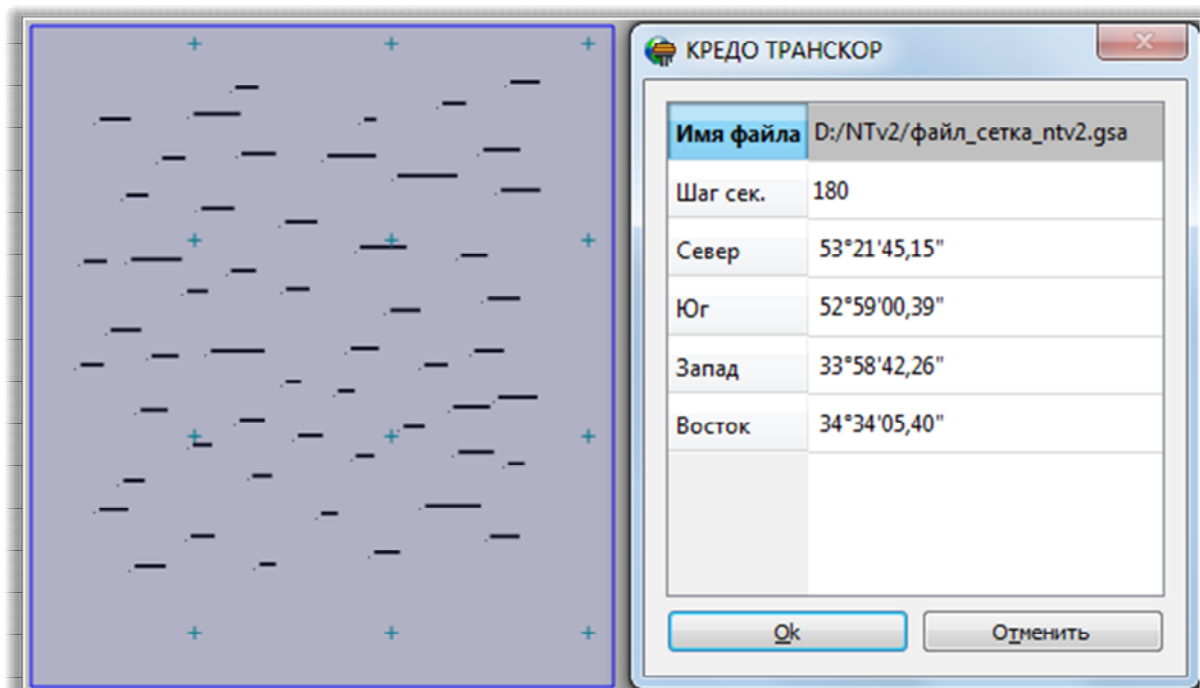 КРЕДО ТРАНСКОР
Имя файла D:/NTv2/файл_сетка_ntv2.gsa
Шаг сек. 180
Север 53°21'45,15"
Юг 52°59'00,39"
Запад 33°58'42,26"
Восток 34°34'05,40"
Ok Отменить